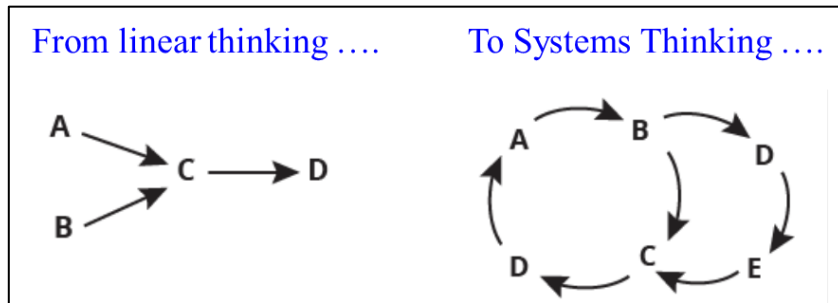 From linear thinking ….
To Systems Thinking ….
A
B
C
D
A
B
D
D
C
E